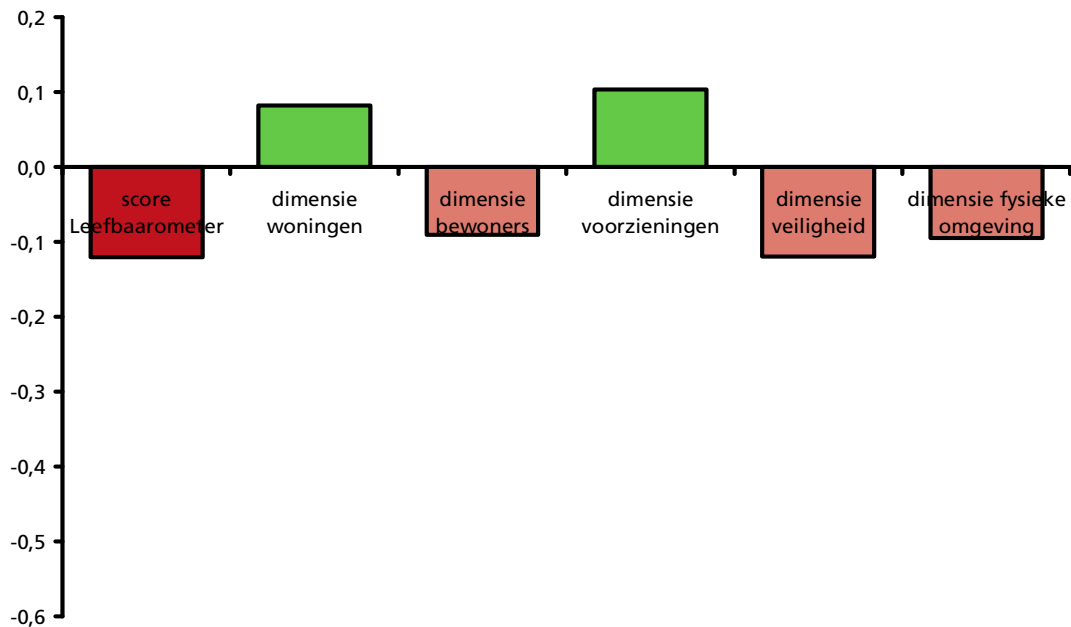 0,2
0,1
0,0
-0,1
-0,2
-0,3
-0,4
-0,5
-0,6
score
Leefbaarometer
dimensie
woningen
dimensie
bewoners
dimensie
voorzieningen
dimensie
veiligheid
dimensie fysieke
omgeving